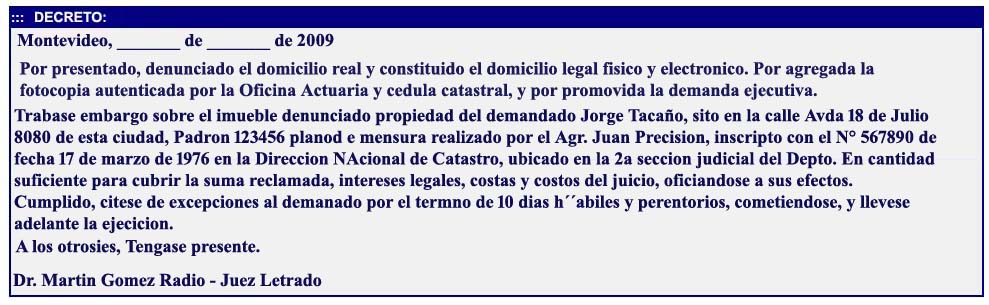 ::: DECRETO:
Montevideo, _______ de _______ de 2009
Por presentado, denunciado el domicilio real y constituido el domicilio legal fisico y electronico. Por agregada la
fotocopia autenticada por la Oficina Actuaria y cedula catastral, y por promovida la demanda ejecutiva.
Trabase embargo sobre el imueble denunciado propiedad del demandado Jorge Tacaño, sito en la calle Avda 18 de Julio
8080 de esta ciudad, Padron 123456 planod e mensura realizado por el Agr. Juan Precision, inscripto con el N° 567890 de
fecha 17 de marzo de 1976 en la Direccion NAcional de Catastro, ubicado en la 2a seccion judicial del Depto. En cantidad
suficiente para cubrir la suma reclamada, intereses legales, costas y costos del juicio, oficiandose a sus efectos.
Cumplido, citese de excepciones al demanado por el termno de 10 dias h´´abiles y perentorios, cometiendose, y llevese
adelante la ejecicion.
A los otrosies, Tengase presente.
Dr. Martin Gomez Radio - Juez Letrado